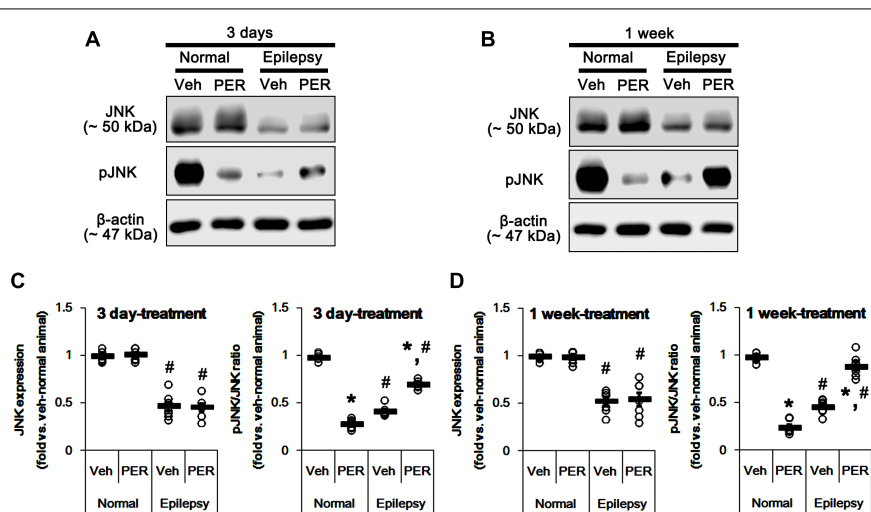 A
3 days
Normal Epilepsy
Veh PER Veh PER
JNK
(~ 50 kDa)
pJNK
β-actin
(~ 47 kDa)
B
1 week
Normal Epilepsy
Veh PER Veh PER
JNK
(~ 50 kDa)
pJNK
β-actin
(~ 47 kDa)
C
JNK expression
(fold vs. veh-normal animal)
3 day-treatment
1.5
1
0.5
0
# #
Veh PER Veh PER
Normal Epilepsy
pJNK/JNK ratio
(fold vs. veh-normal animal)
3 day-treatment
1.5
1
0.5
0
* # *,#
Veh PER Veh PER
Normal Epilepsy
D
JNK expression
(fold vs. veh-normal animal)
1 week-treatment
1.5
1
0.5
0
# #
Veh PER Veh PER
Normal Epilepsy
pJNK/JNK ratio
(fold vs. veh-normal animal)
1 week-treatment
1.5
1
0.5
0
* # *,#
Veh PER Veh PER
Normal Epilepsy